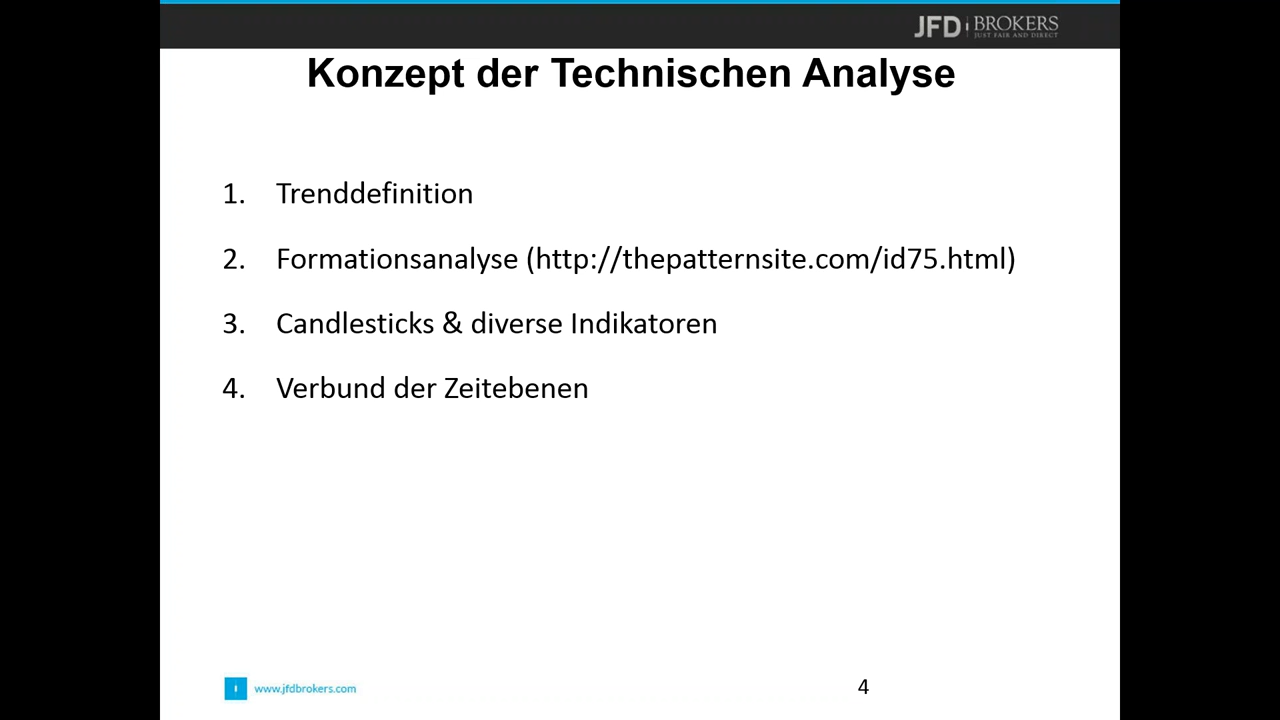 JFD BROKERS
JUST FAIR AND DIRECT
Konzept der Technischen Analyse
1. Trenddefinition
2. Formationsanalyse (http://thepatternsite.com/id75.html)
3. Candlesticks & diverse Indikatoren
4. Verbund der Zeitebenen
www.jfdbrokers.com
4